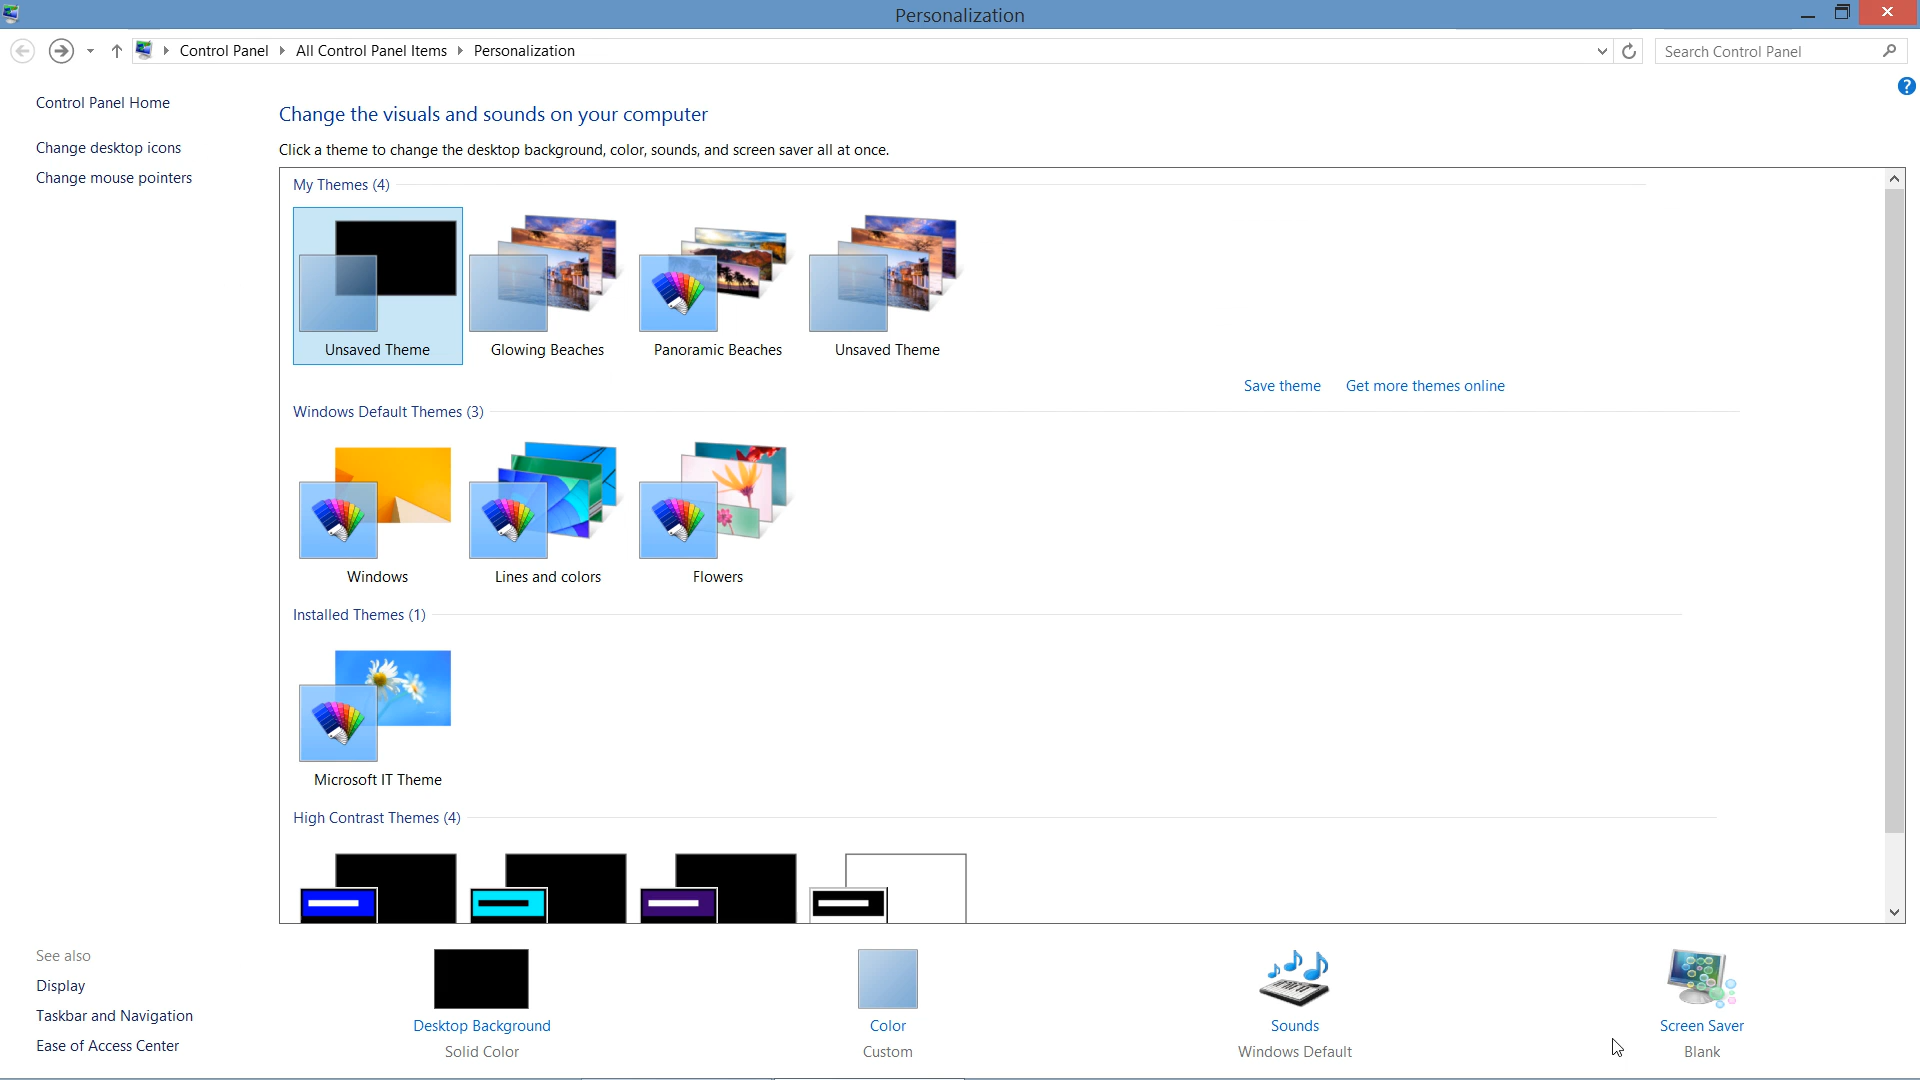 Personalization
Control Panel All Control Panel Items Personalization
Search Control Panel
?
Control Panel Home
Change desktop icons
Change mouse pointers
Change the visuals and sounds on your computer
Click a theme to change the desktop background, color, sounds, and screen saver all at once.
My Themes (4)
Unsaved Theme Glowing Beaches Panoramic Beaches Unsaved Theme
Save theme Get more themes online
Windows Default Themes (3)
Windows Lines and colors Flowers
Installed Themes (1)
Microsoft IT Theme
High Contrast Themes (4)
See also
Display
Taskbar and Navigation
Ease of Access Center
Desktop Background Color Sounds Screen Saver
Solid Color Custom Windows Default Blank